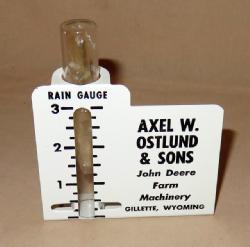 RAIN GAUGE
3
2
1
AXEL W.
OSTLUND
& SONS
John Deere
Farm
Machinery
GILLETTE, WYOMING